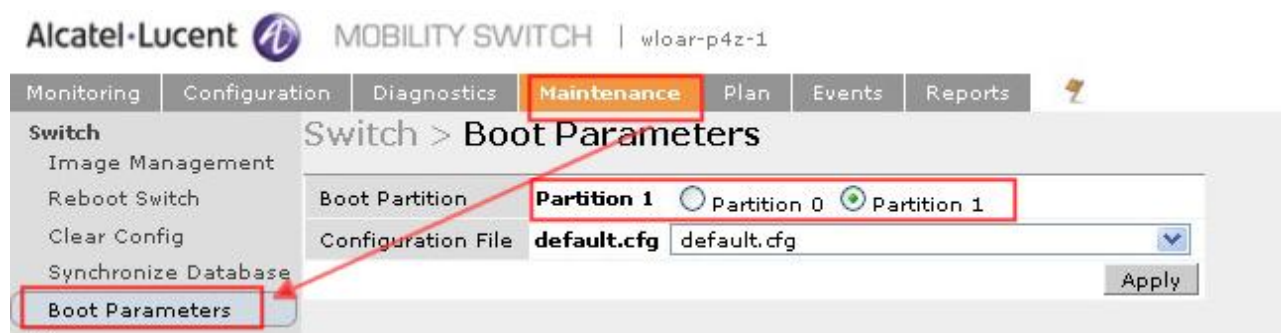 Alcatel·Lucent MOBILITY SWITCH | wloar-p4z-1
Monitoring Configuration Diagnostics Maintenance Plan Events Reports
Switch
Image Management
Reboot Switch
Clear Config
Synchronize Database
Boot Parameters
Switch > Boot Parameters
Boot Partition Partition 1 Partition 0 Partition 1
Configuration File default.cfg default.cfg
Apply